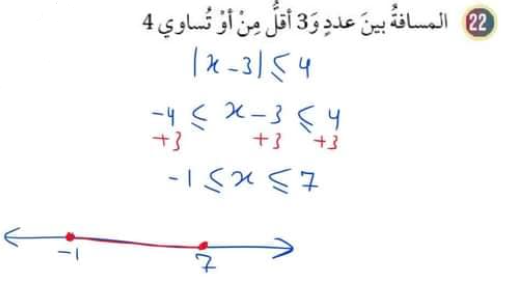 22 المسافةُ بينَ عددٍ وَ3 أقلُّ مِنْ أوْ تُساوي 4
|x-3| ≤ 4
-4 ≤ x-3 ≤ 4
+3 +3 +3
-1 ≤ x ≤ 7
-1 7